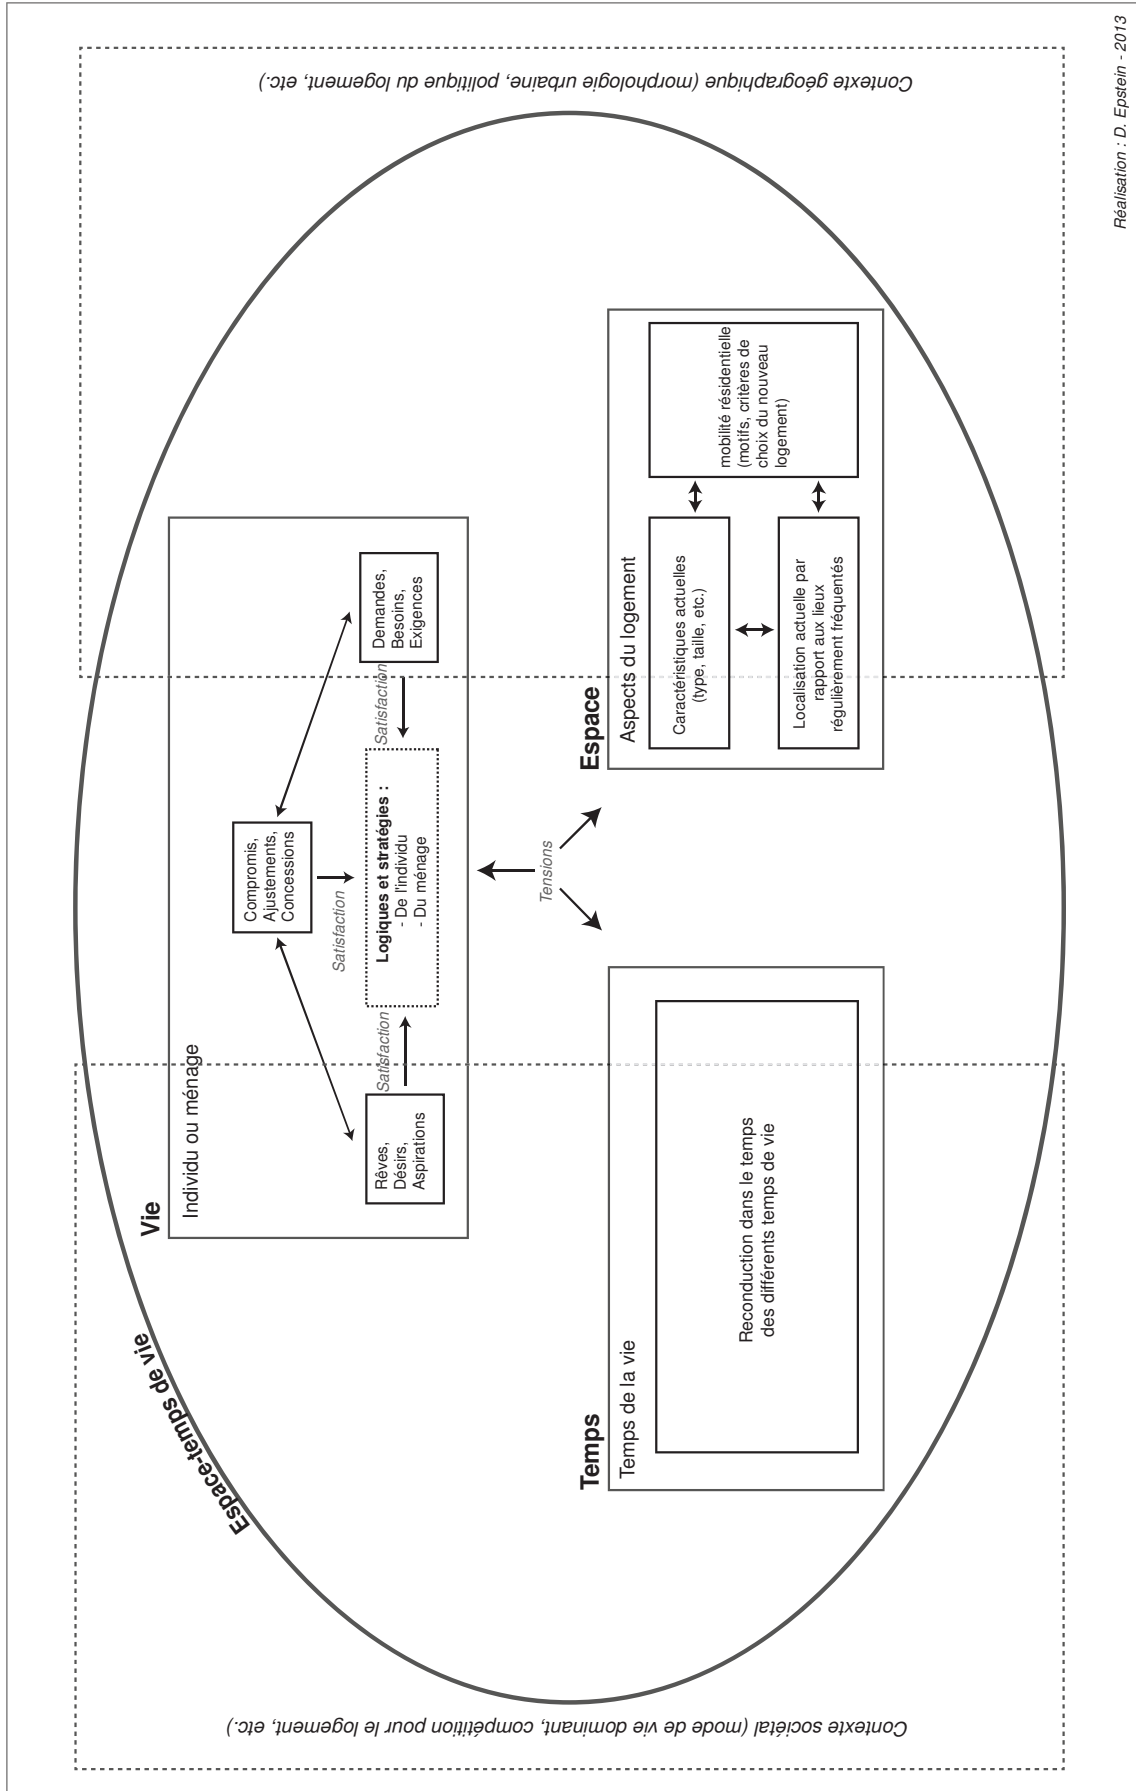 Espace-temps de vie
Contexte sociétal (mode de vie dominant, compétition pour le logement, etc.)
Contexte géographique (morphologie urbaine, politique du logement, etc.)
Vie
Individu ou ménage
Compromis,
Ajustements,
Concessions
Rêves,
Désirs,
Aspirations
Satisfaction
Satisfaction
Satisfaction
Logiques et stratégies :
- De l'individu
- Du ménage
Demandes,
Besoins,
Exigences
Tensions
Temps
Temps de la vie
Reconduction dans le temps
des différents temps de vie
Espace
Aspects du logement
Caractéristiques actuelles
(type, taille, etc.)
Localisation actuelle par
rapport aux lieux
régulièrement fréquentés
mobilité résidentielle
(motifs, critères de
choix du nouveau
logement)
Réalisation : D. Epstein - 2013